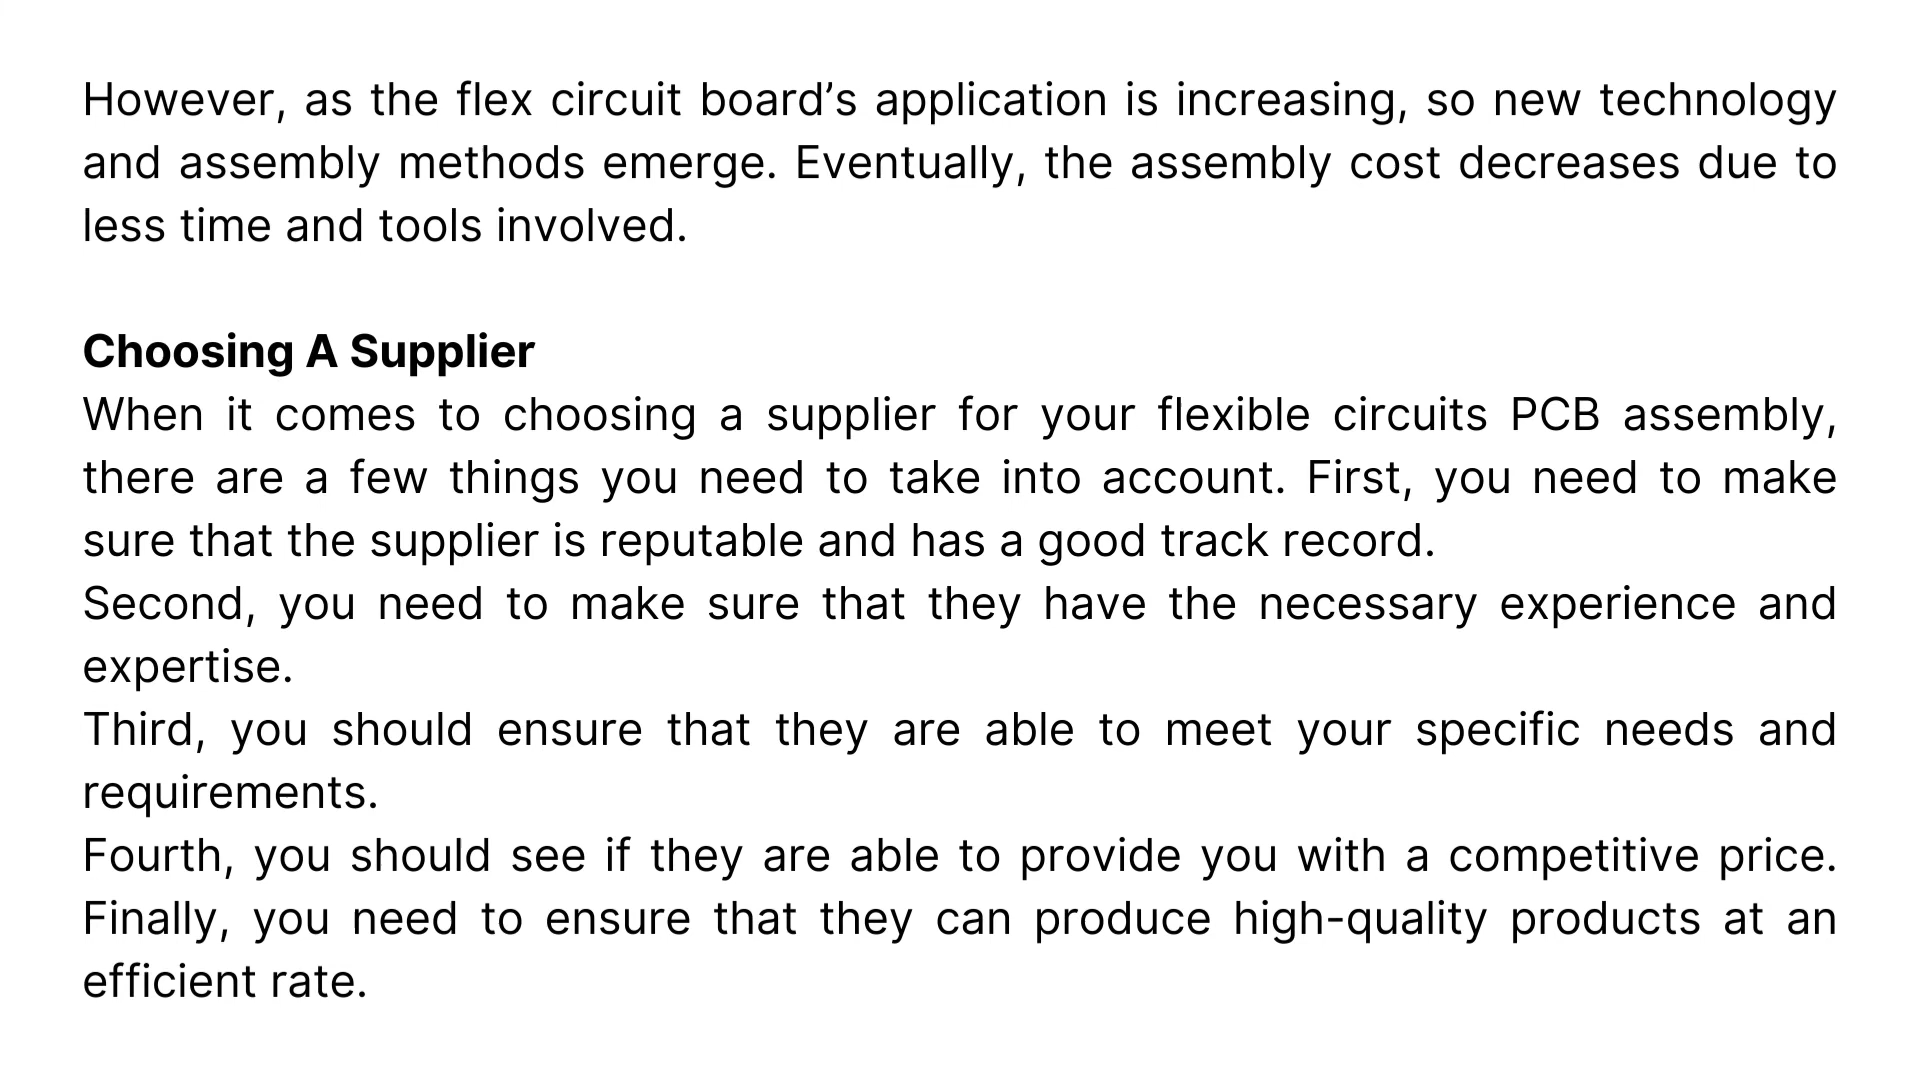 However, as the flex circuit board’s application is increasing, so new technology
and assembly methods emerge. Eventually, the assembly cost decreases due to
less time and tools involved.
Choosing A Supplier
When it comes to choosing a supplier for your flexible circuits PCB assembly,
there are a few things you need to take into account. First, you need to make
sure that the supplier is reputable and has a good track record.
Second, you need to make sure that they have the necessary experience and
expertise.
Third, you should ensure that they are able to meet your specific needs and
requirements.
Fourth, you should see if they are able to provide you with a competitive price.
Finally, you need to ensure that they can produce high-quality products at an
efficient rate.